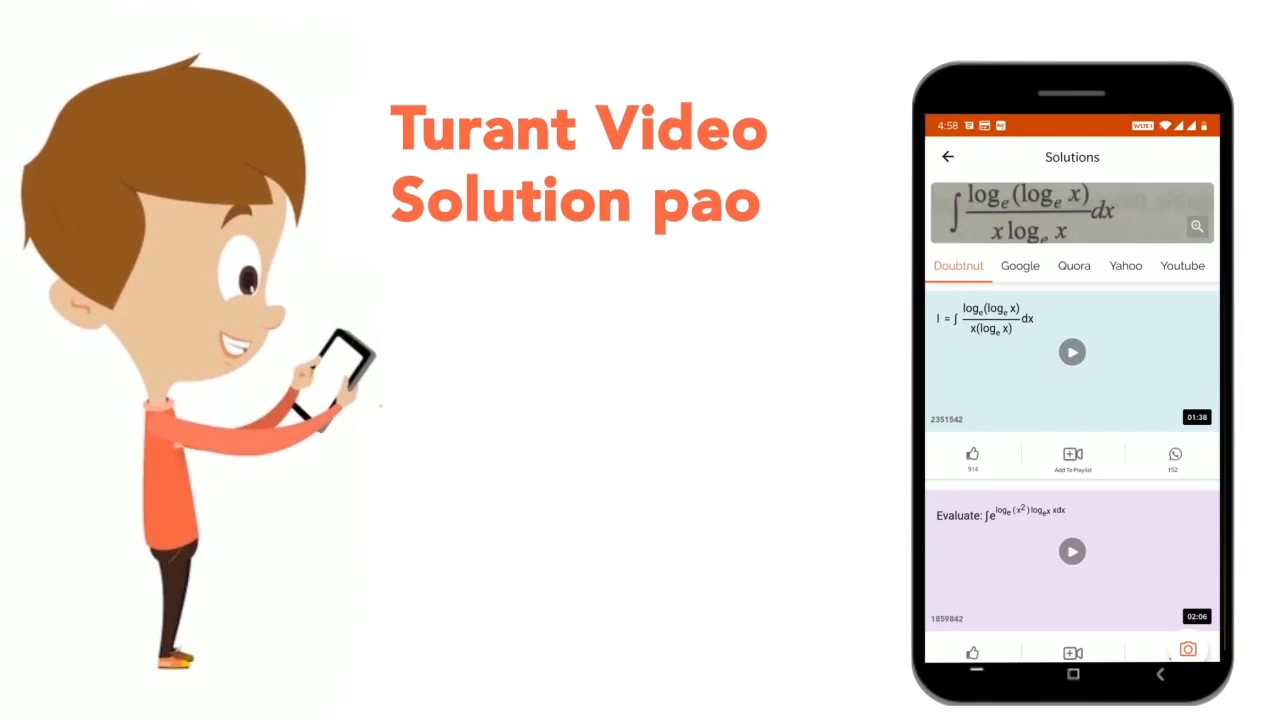 Turant Video
Solution pao
4:58
VoLTE1
Solutions
∫ logₑ(logₑ x) / x logₑ x dx
Doubtnut Google Quora Yahoo Youtube
I = ∫ logₑ(logₑ x) / x(logₑ x) dx
2351542 01:38
914 Add To Playlist 152
Evaluate: ∫e^logₑ(x²)logₑx xdx
1859842 02:06